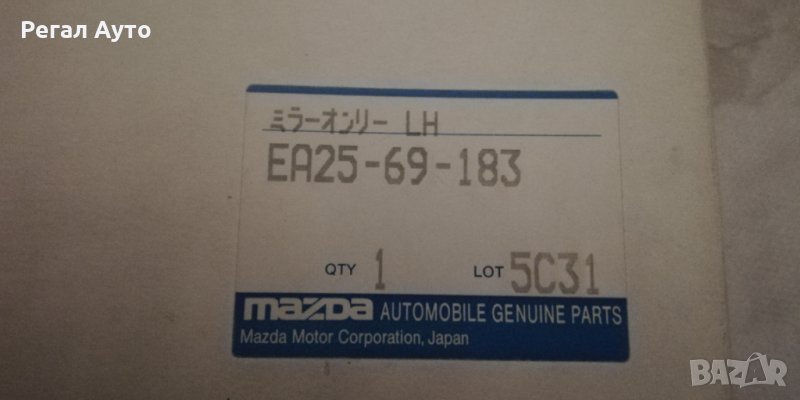 Регал Ауто
ミラーオンリー LH
EA25-69-183
QTY 1 LOT 5C31
mazda AUTOMOBILE GENUINE PARTS
Mazda Motor Corporation, Japan
BAZAR